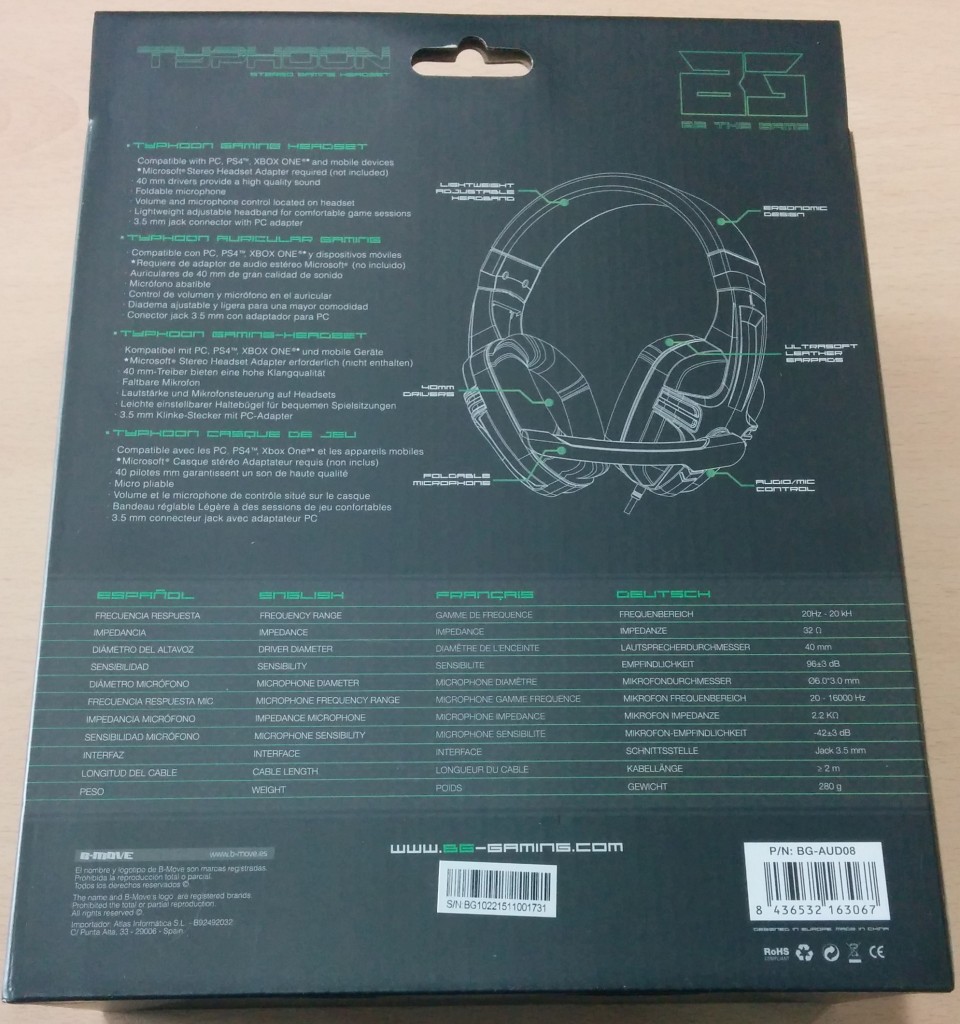 TYPHOON
STEREO GAMING HEADSET
BG
BE THE GAME
• TYPHOON GAMING HEADSET
· Compatible with PC, PS4™, XBOX ONE®* and mobile devices
*Microsoft® Stereo Headset Adapter required (not included)
· 40 mm drivers provide a high quality sound
· Foldable microphone
· Volume and microphone control located on headset
· Lightweight adjustable headband for comfortable game sessions
· 3.5 mm jack connector with PC adapter
• TYPHOON AURICULAR GAMING
· Compatible con PC, PS4™, XBOX ONE®* y dispositivos móviles
*Requiere de adaptor de audio estéreo Microsoft® (no incluido)
· Auriculares de 40 mm de gran calidad de sonido
· Micrófono abatible
· Control de volumen y micrófono en el auricular
· Diadema ajustable y ligera para una mayor comodidad
· Conector jack 3.5 mm con adaptador para PC
• TYPHOON GAMING-HEADSET
· Kompatibel mit PC, PS4™, XBOX ONE®* und mobile Geräte
*Microsoft® Stereo Headset Adapter erforderlich (nicht enthalten)
· 40 mm-Treiber bieten eine hohe Klangqualität
· Faltbare Mikrofon
· Lautstärke und Mikrofonsteuerung auf Headsets
· Leichte einstellbarer Haltebügel für bequemen Spielsitzungen
· 3.5 mm Klinke-Stecker mit PC-Adapter
• TYPHOON CASQUE DE JEU
· Compatible avec les PC, PS4™, Xbox One®* et les appareils mobiles
*Microsoft® Casque stéréo Adaptateur requis (non inclus)
· 40 pilotes mm garantissent un son de haute qualité
· Micro pliable
· Volume et le microphone de contrôle situé sur le casque
· Bandeau réglable Légère à des sessions de jeu confortables
· 3.5 mm connecteur jack avec adaptateur PC
LIGHTWEIGHT
ADJUSTABLE
HEADBAND
ERGONOMIC
DESIGN
ULTRASOFT
LEATHER
EARPADS
40MM
DRIVERS
FOLDABLE
MICROPHONE
AUDIO/MIC
CONTROL
ESPAÑOL ENGLISH FRANÇAIS DEUTSCH
FRECUENCIA RESPUESTA FREQUENCY RANGE GAMME DE FREQUENCE FREQUENBEREICH 20Hz - 20 kH
IMPEDANCIA IMPEDANCE IMPEDANCE IMPEDANZE 32 Ω
DIÁMETRO DEL ALTAVOZ DRIVER DIAMETER DIAMÈTRE DE L'ENCEINTE LAUTSPRECHERDURCHMESSER 40 mm
SENSIBILIDAD SENSIBILITY SENSIBILITE EMPFINDLICHKEIT 96±3 dB
DIÁMETRO MICRÓFONO MICROPHONE DIAMETER MICROPHONE DIAMÈTRE MIKROFONDURCHMESSER Ø6.0*3.0 mm
FRECUENCIA RESPUESTA MIC MICROPHONE FREQUENCY RANGE MICROPHONE GAMME FREQUENCE MIKROFON FREQUENBEREICH 20 - 16000 Hz
IMPEDANCIA MICRÓFONO IMPEDANCE MICROPHONE MICROPHONE IMPEDANCE MIKROFON IMPEDANZE 2.2 KΩ
SENSIBILIDAD MICRÓFONO MICROPHONE SENSIBILITY MICROPHONE SENSIBILITE MIKROFON-EMPFINDLICHKEIT -42±3 dB
INTERFAZ INTERFACE INTERFACE SCHNITTSSTELLE Jack 3.5 mm
LONGITUD DEL CABLE CABLE LENGTH LONGUEUR DU CABLE KABELLÄNGE ≥ 2 m
PESO WEIGHT POIDS GEWICHT 280 g
B-MOVE www.b-move.es
El nombre y logotipo de B-Move son marcas registradas.
Prohibida la reproducción total o parcial.
Todos los derechos reservados ©.
The name and B-Move's logo are registered brands.
Prohibited the total or partial reproduction.
All rights reserved ©.
Importador: Atlas Informática S.L. - B92492032
C/ Punta Alta, 33 - 29006 - Spain
WWW.BG-GAMING.COM
S/N:BG10221511001731
P/N: BG-AUD08
8 436532 163067
DESIGNED IN EUROPE MADE IN CHINA
RoHS
COMPLIANT
CE